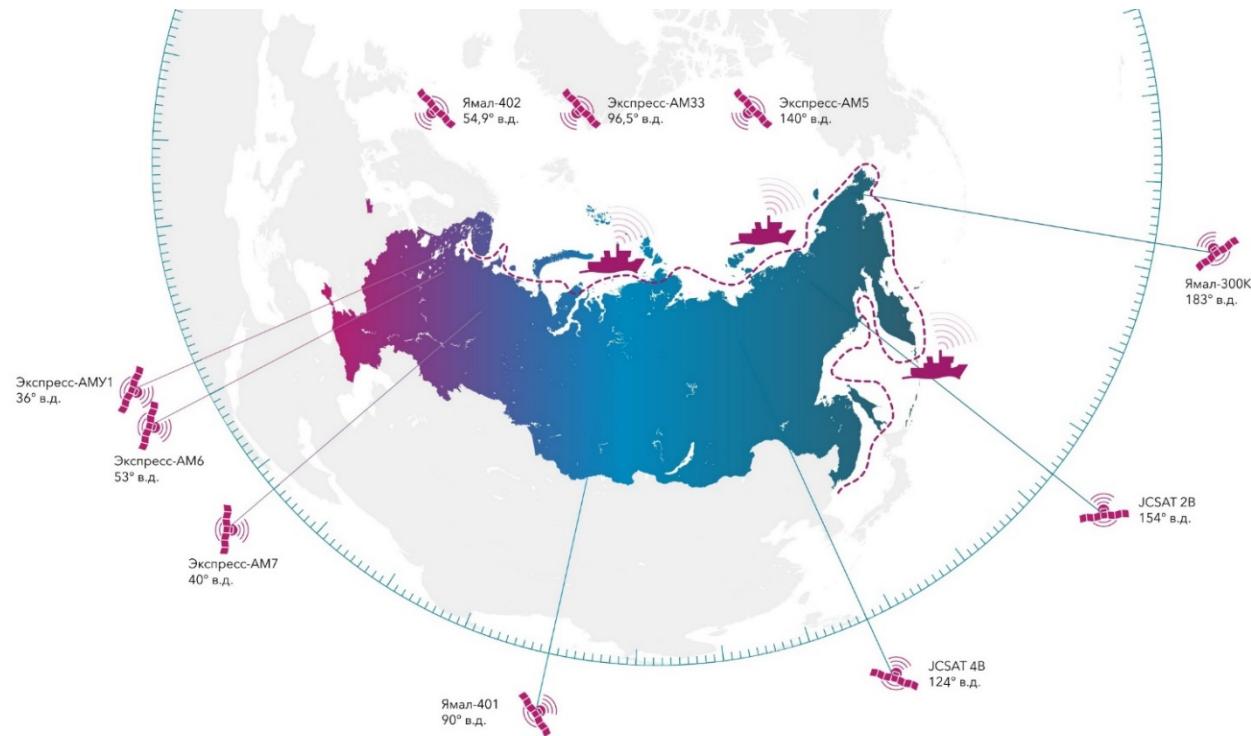 Ямал-402
54,9° в.д.
Экспресс-АМ33
96,5° в.д.
Экспресс-АМ5
140° в.д.
Ямал-300К
183° в.д.
Экспресс-АМУ1
36° в.д.
Экспресс-АМ6
53° в.д.
Экспресс-АМ7
40° в.д.
JCSAT 2B
154° в.д.
JCSAT 4B
124° в.д.
Ямал-401
90° в.д.